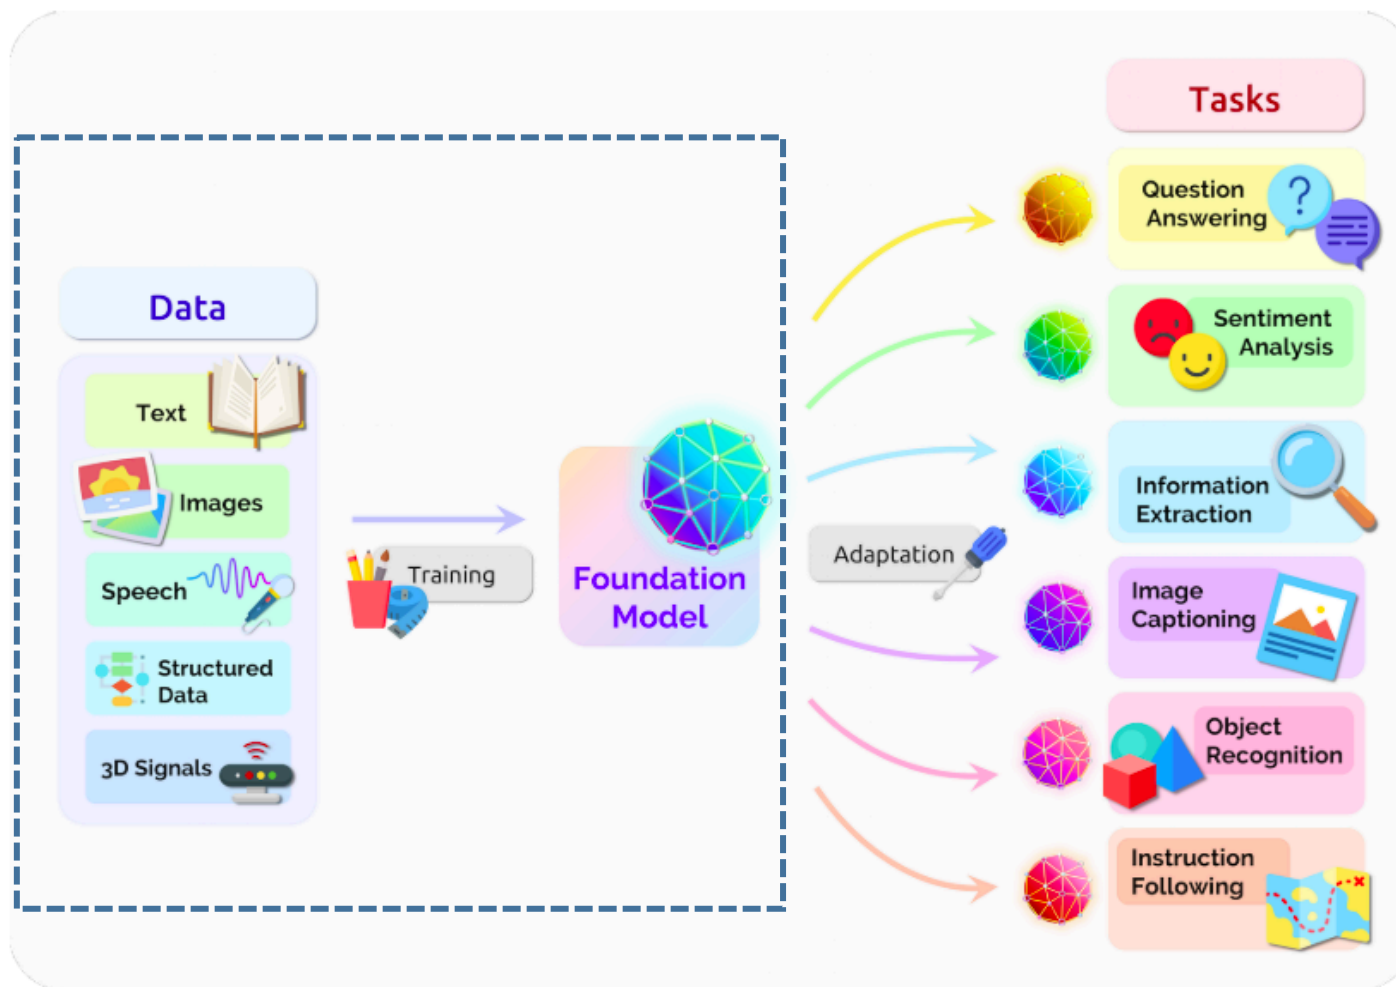 Data
Text
Images
Speech
Structured
Data
3D Signals
Training
Foundation
Model
Adaptation
Tasks
Question
Answering
?
Sentiment
Analysis
Information
Extraction
Image
Captioning
Object
Recognition
Instruction
Following